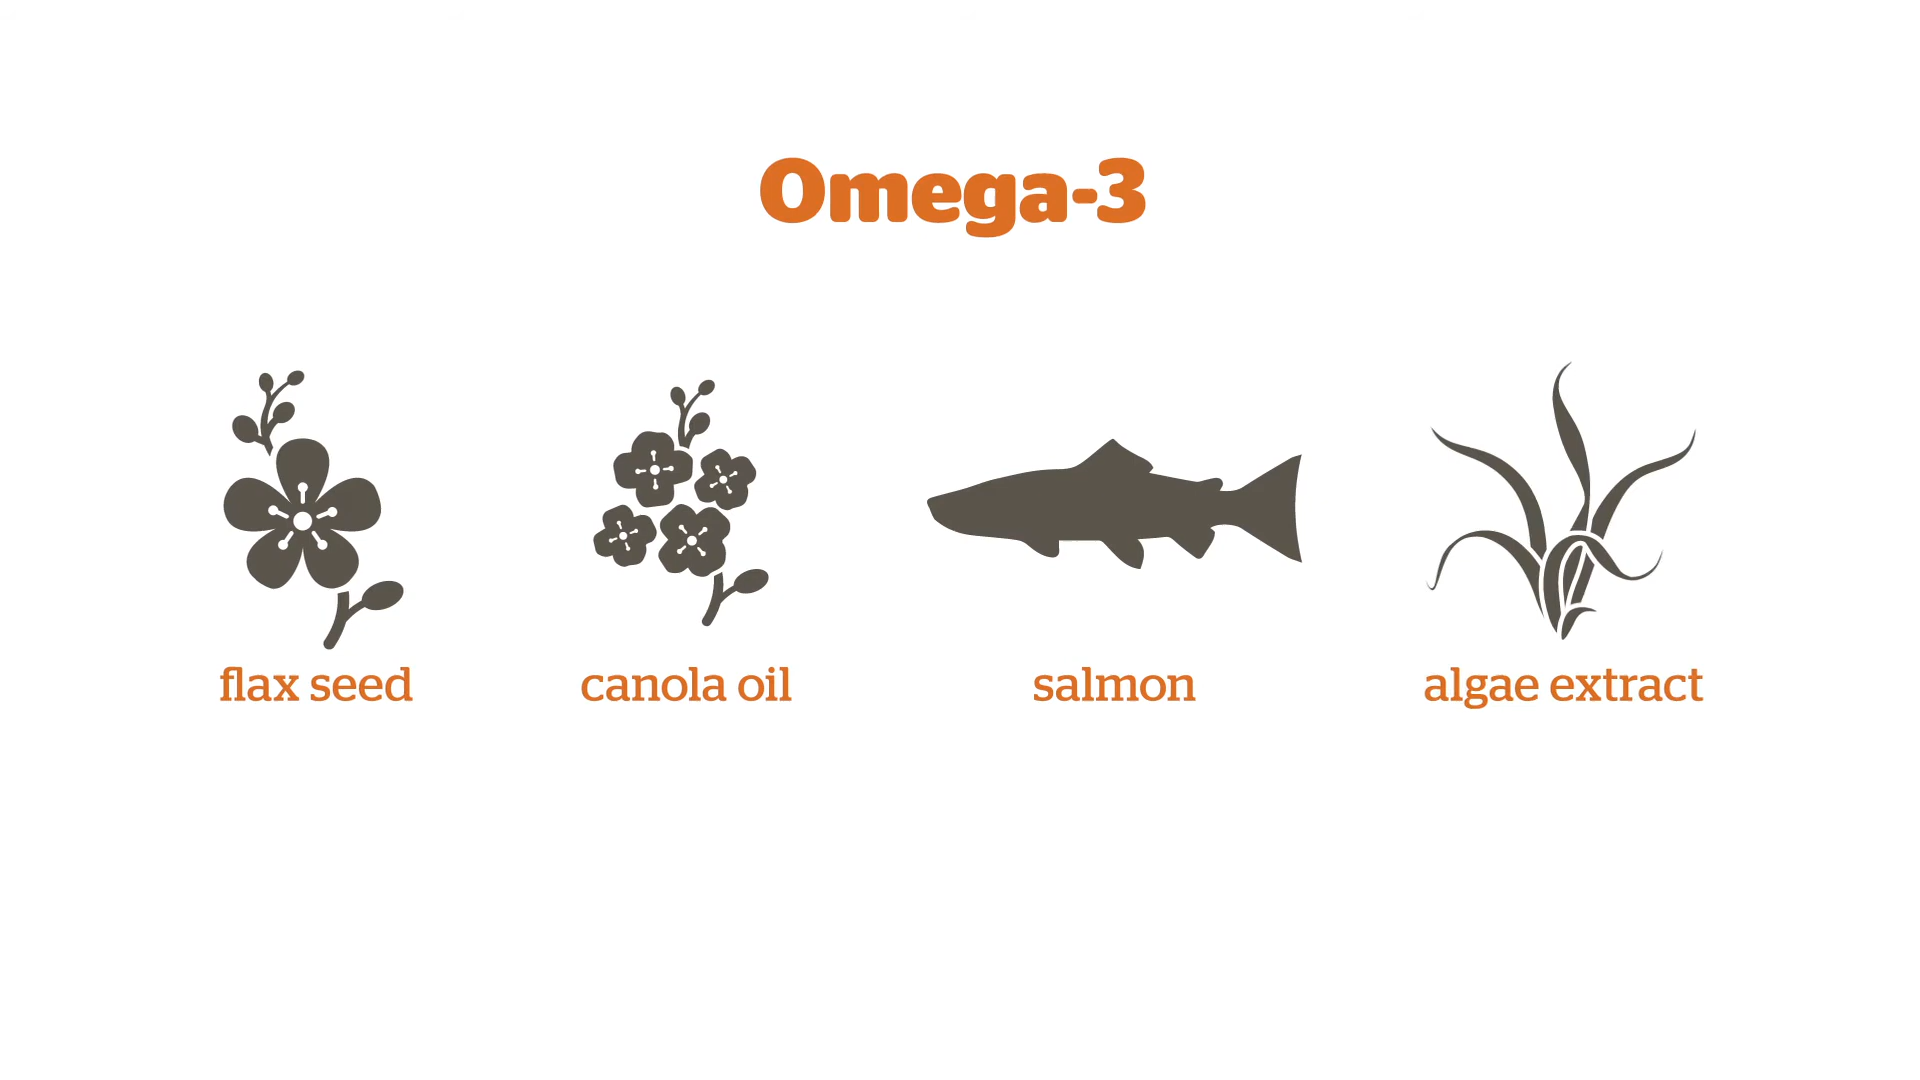 Omega-3
flax seed
canola oil
salmon
algae extract